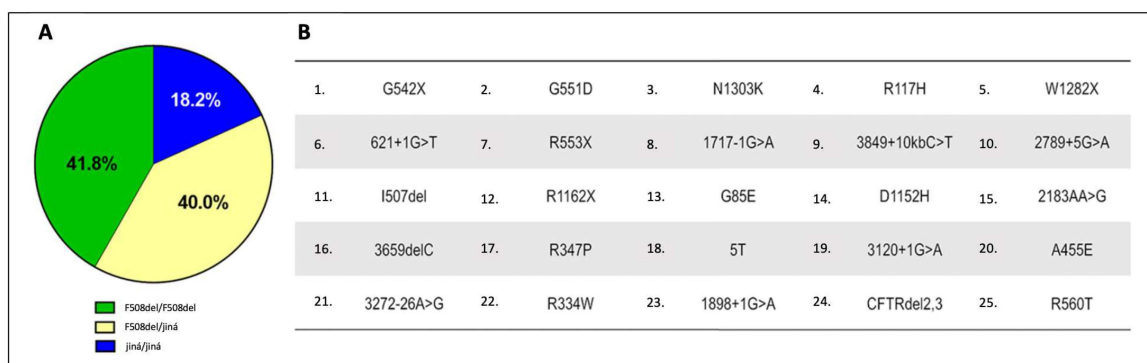 A
18.2%
41.8%
40.0%
F508del/F508del
F508del/jiná
jiná/jiná
B
1. G542X 2. G551D 3. N1303K 4. R117H 5. W1282X
6. 621+1G>T 7. R553X 8. 1717-1G>A 9. 3849+10kbC>T 10. 2789+5G>A
11. I507del 12. R1162X 13. G85E 14. D1152H 15. 2183AA>G
16. 3659delC 17. R347P 18. 5T 19. 3120+1G>A 20. A455E
21. 3272-26A>G 22. R334W 23. 1898+1G>A 24. CFTRdel2,3 25. R560T